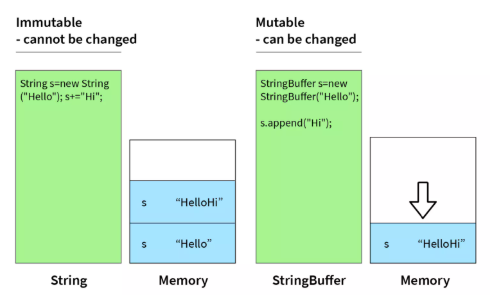 Immutable
- cannot be changed
String s=new String
("Hello"); s+="Hi";
s "HelloHi"
s "Hello"
String
Memory
Mutable
- can be changed
StringBuffer s=new
StringBuffer("Hello");
s.append("Hi");
s "HelloHi"
StringBuffer
Memory